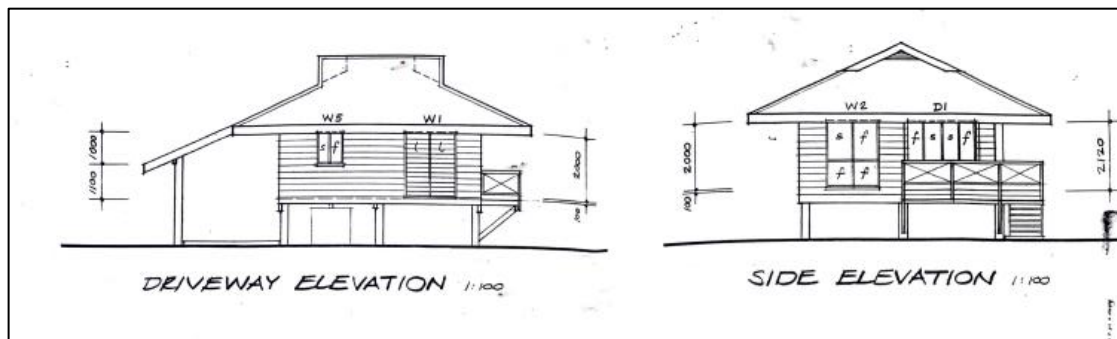 W5 W1
s f l l
1000
1100
2000
100
DRIVEWAY ELEVATION 1:100
W2 D1
s f f s s f
f f
2000
100
2120
SIDE ELEVATION 1:100